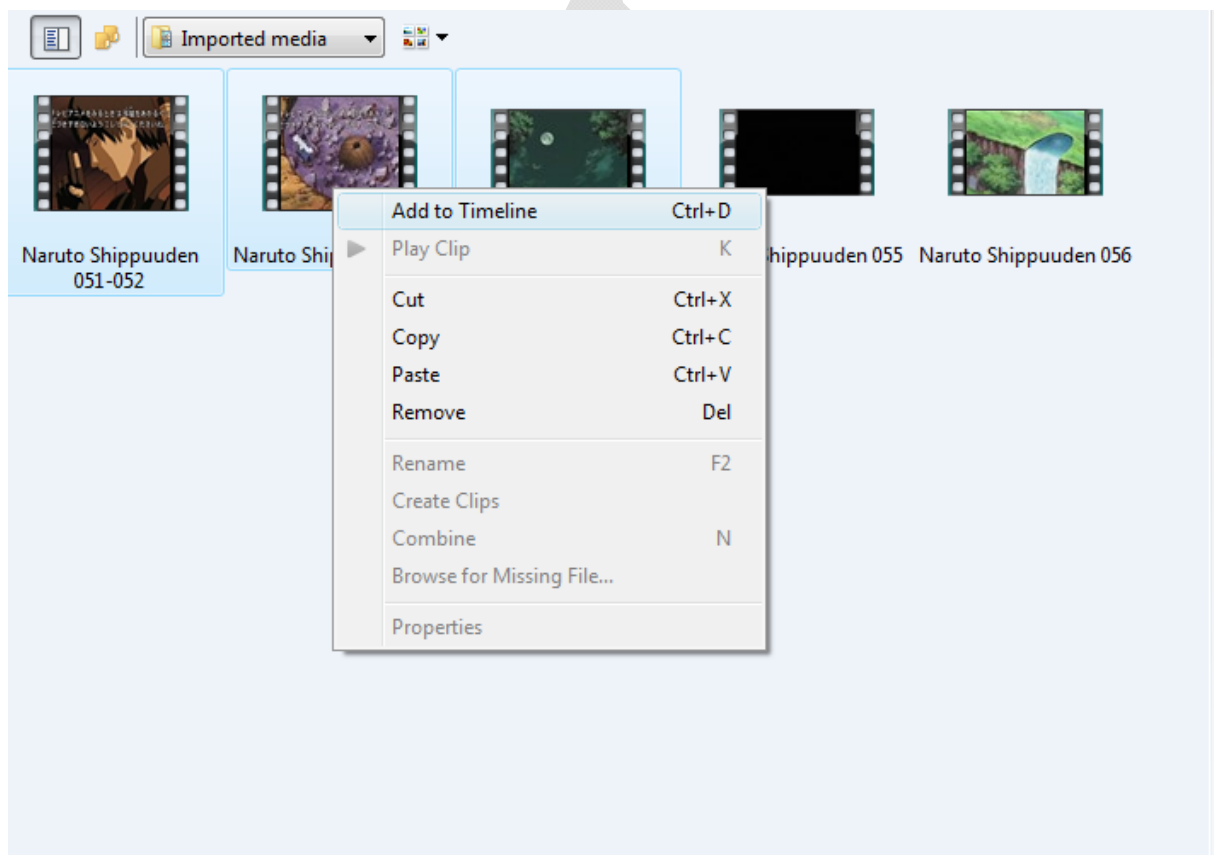 Imported media
Naruto Shippuuden
051-052
Naruto Ship
hippuuden 055
Naruto Shippuuden 056
Add to Timeline Ctrl+D
Play Clip K
Cut Ctrl+X
Copy Ctrl+C
Paste Ctrl+V
Remove Del
Rename F2
Create Clips
Combine N
Browse for Missing File...
Properties